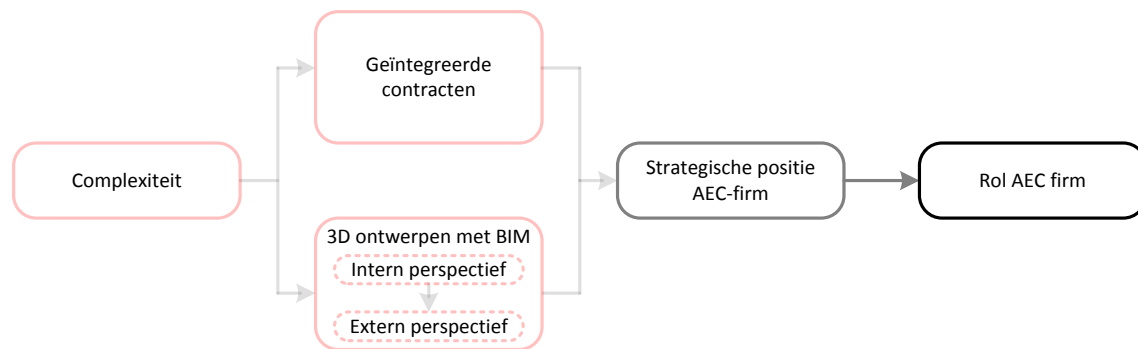 Complexiteit
Geïntegreerde
contracten
3D ontwerpen met BIM
Intern perspectief
Extern perspectief
Strategische positie
AEC-firm
Rol AEC firm